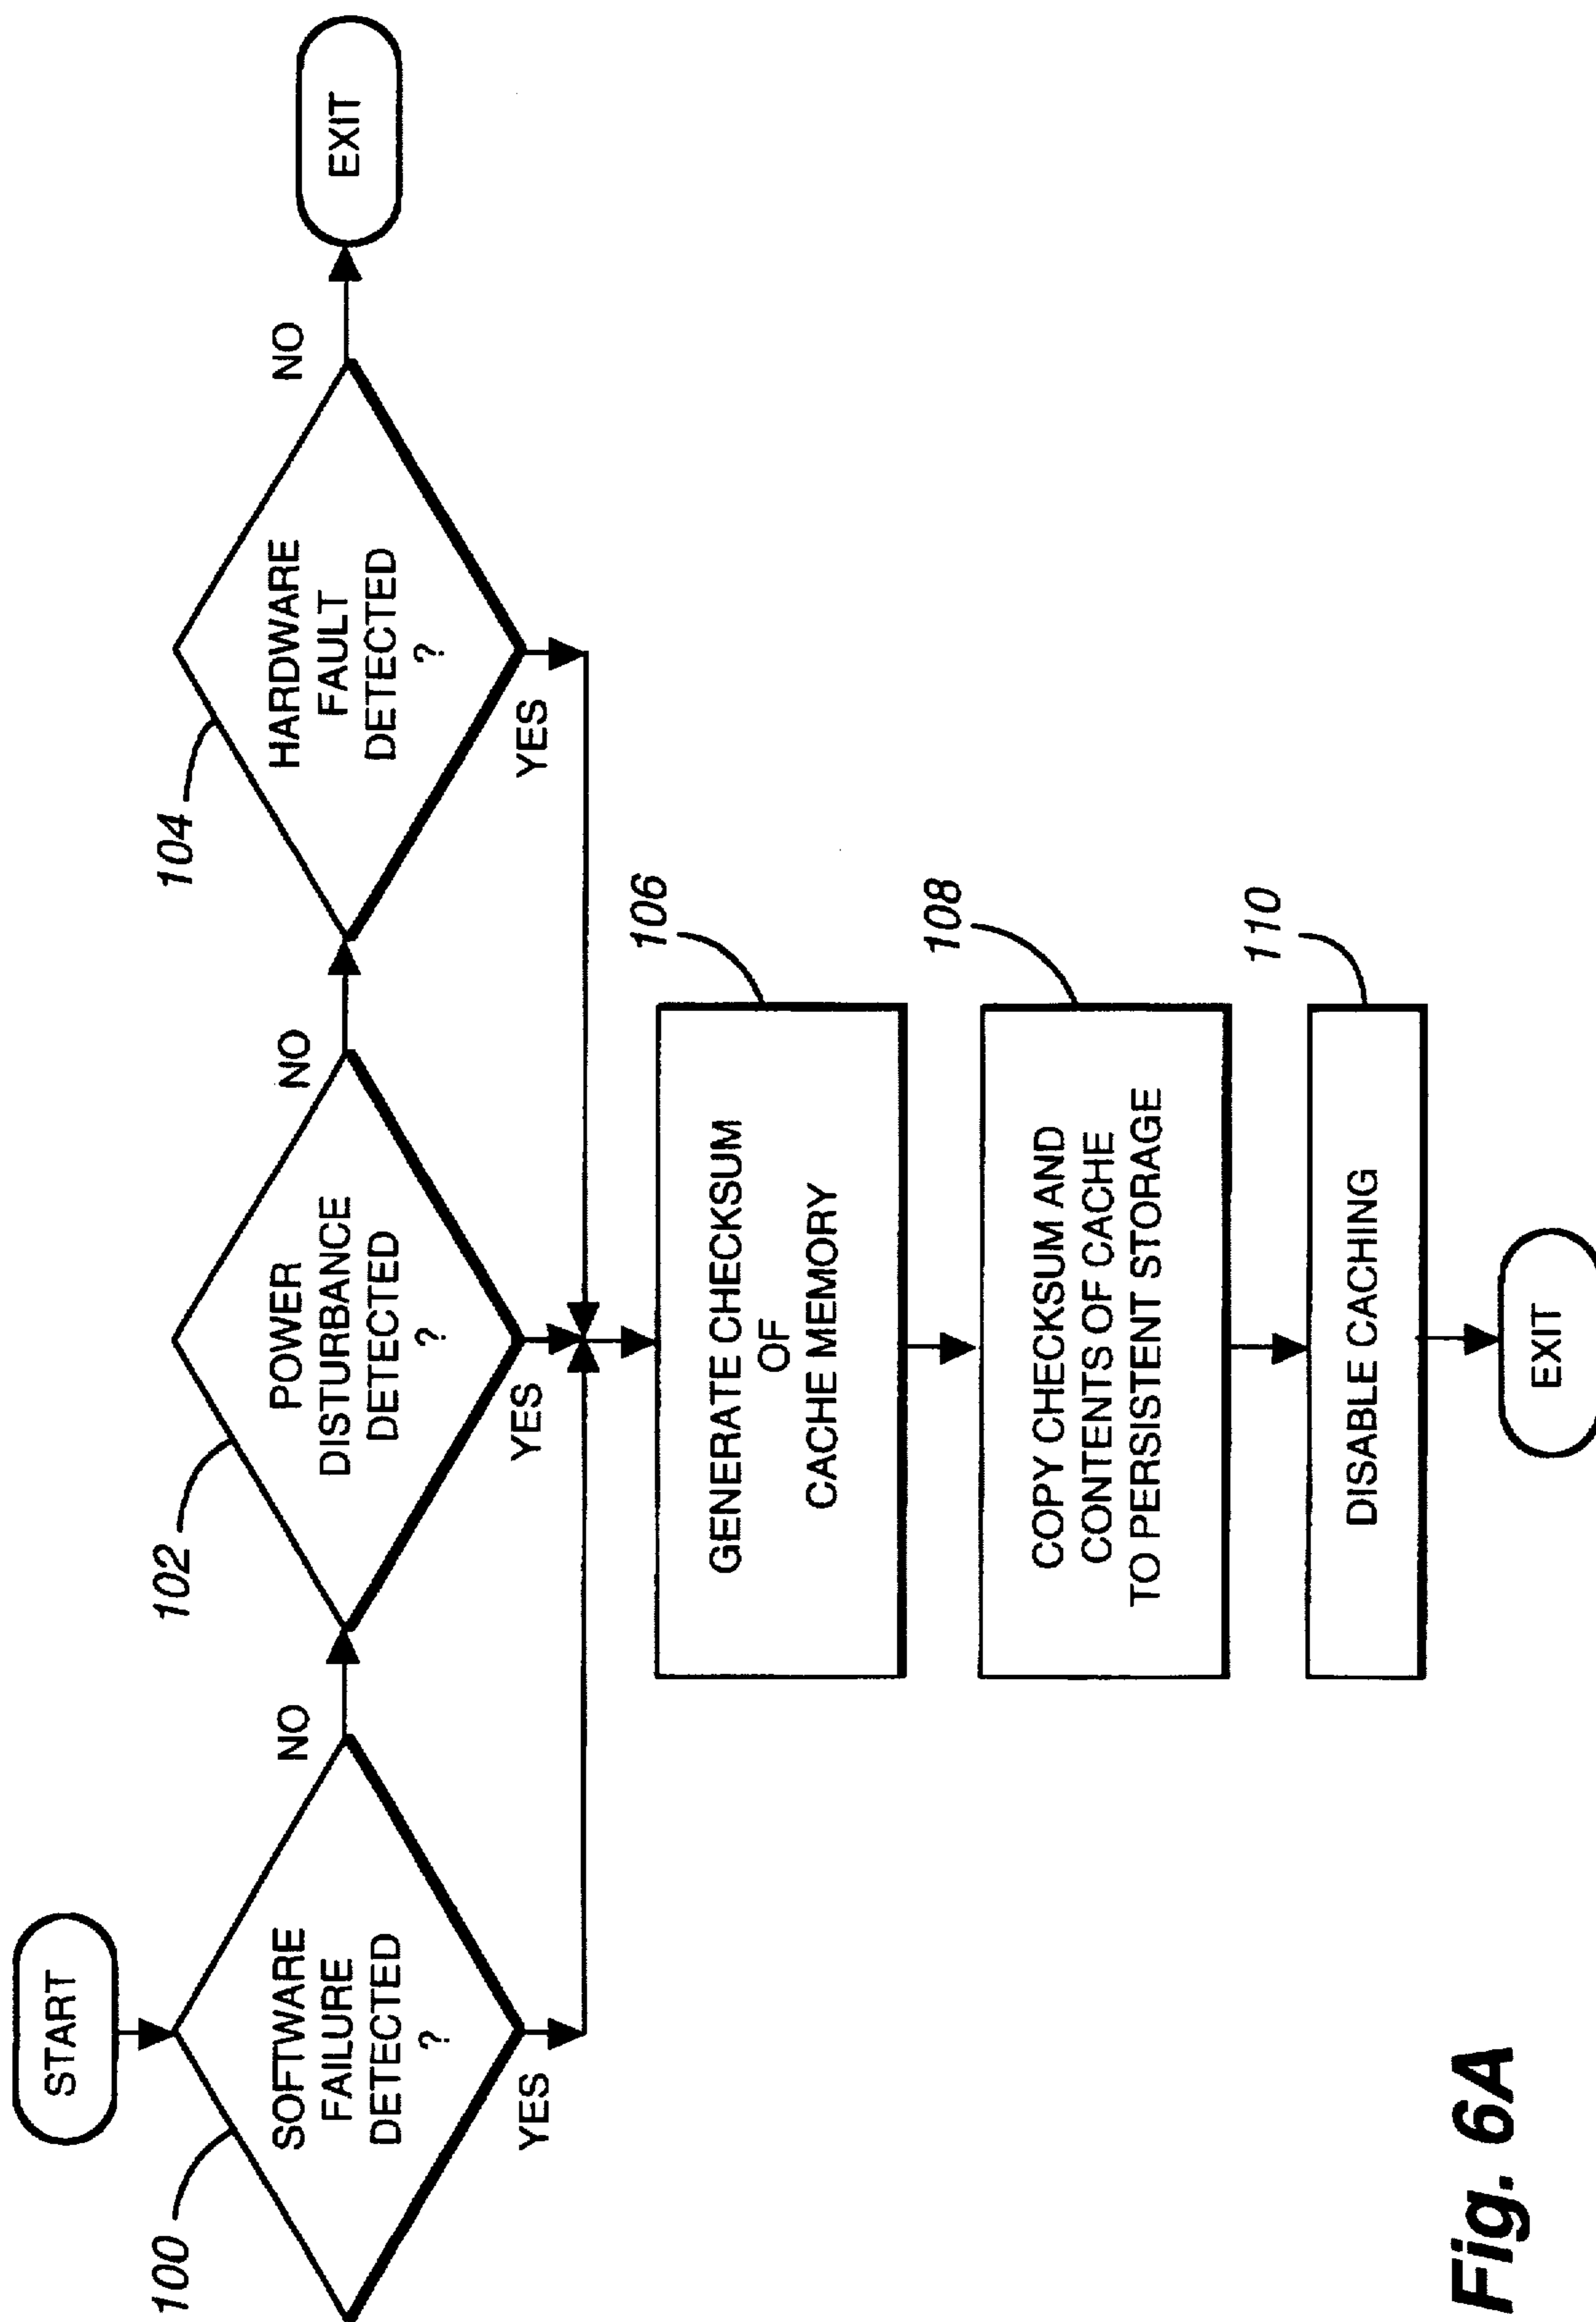 START
100
SOFTWARE
FAILURE
DETECTED
?
NO
YES
102
POWER
DISTURBANCE
DETECTED
?
NO
YES
104
HARDWARE
FAULT
DETECTED
?
NO
YES
EXIT
106
GENERATE CHECKSUM
OF
CACHE MEMORY
108
COPY CHECKSUM AND
CONTENTS OF CACHE
TO PERSISTENT STORAGE
110
DISABLE CACHING
EXIT
Fig. 6A